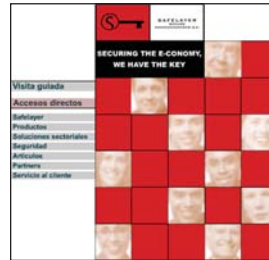 S
SAFELAYER
SECURING THE E-CONOMY,
WE HAVE THE KEY
Visita guiada
Accesos directos
Safelayer
Productos
Soluciones sectoriales
Seguridad
Artículos
Partners
Servicio al cliente